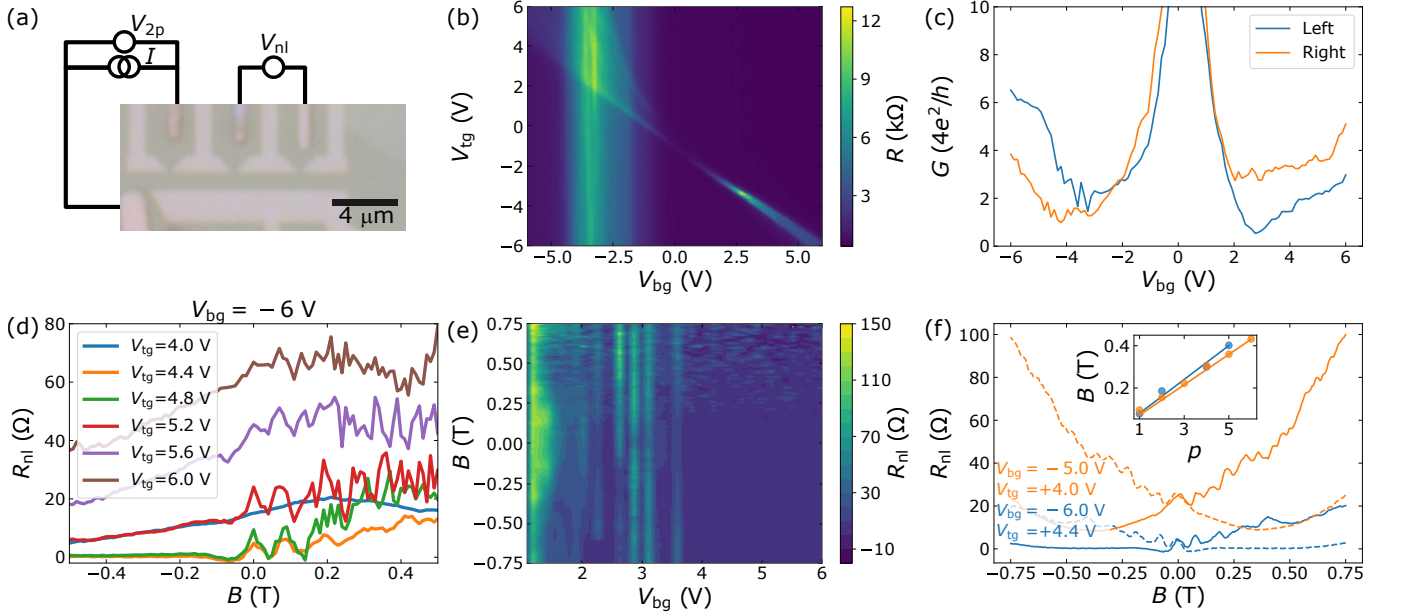 (a)
V2p
I
Vnl
4 μm
(b)
6
4
2
0
−2
−4
−6
Vtg (V)
−5.0 −2.5 0.0 2.5 5.0
Vbg (V)
12
9
6
3
R (kΩ)
(c)
10
8
6
4
2
0
G (4e²/h)
Left
Right
−6 −4 −2 0 2 4 6
Vbg (V)
(d)
Vbg = −6 V
80
60
40
20
0
Rnl (Ω)
Vtg=4.0 V
Vtg=4.4 V
Vtg=4.8 V
Vtg=5.2 V
Vtg=5.6 V
Vtg=6.0 V
−0.4 −0.2 0.0 0.2 0.4
B (T)
(e)
0.75
0.50
0.25
0.00
−0.25
−0.50
−0.75
B (T)
2 3 4 5 6
Vbg (V)
150
130
110
90
70
50
30
10
−10
Rnl (Ω)
(f)
100
80
60
40
20
0
Rnl (Ω)
B (T)
0.4
0.2
1 3 5
p
Vbg = −5.0 V
Vtg =+4.0 V
Vbg = −6.0 V
Vtg =+4.4 V
−0.75 −0.50 −0.25 0.00 0.25 0.50 0.75
B (T)